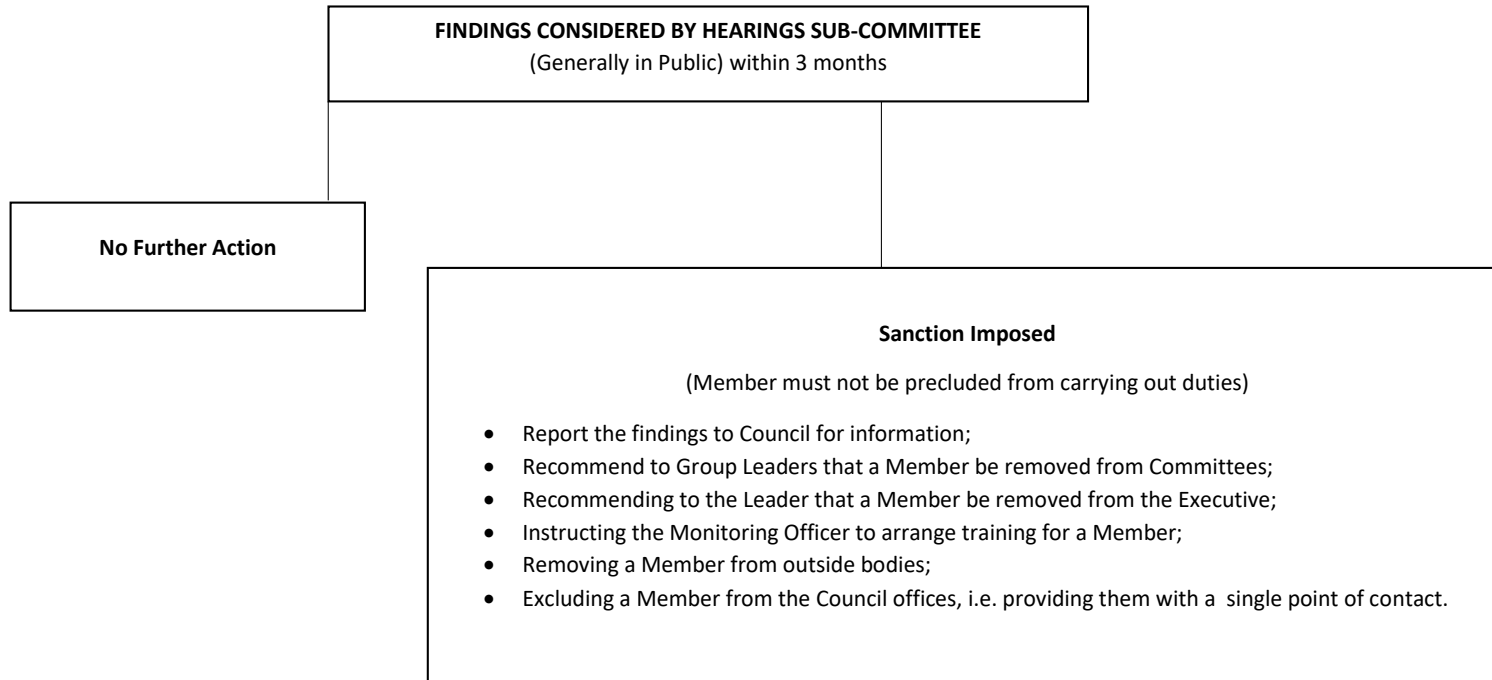 FINDINGS CONSIDERED BY HEARINGS SUB-COMMITTEE
(Generally in Public) within 3 months
No Further Action
Sanction Imposed
(Member must not be precluded from carrying out duties)
• Report the findings to Council for information;
• Recommend to Group Leaders that a Member be removed from Committees;
• Recommending to the Leader that a Member be removed from the Executive;
• Instructing the Monitoring Officer to arrange training for a Member;
• Removing a Member from outside bodies;
• Excluding a Member from the Council offices, i.e. providing them with a single point of contact.